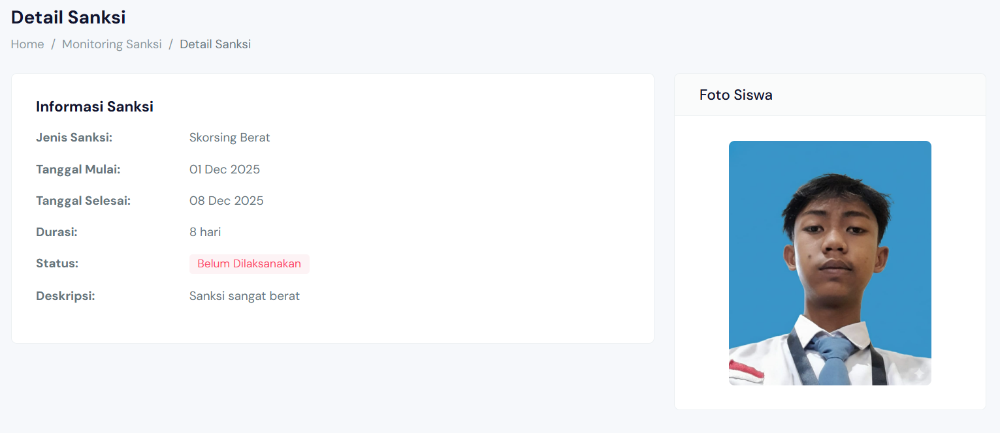 Detail Sanksi
Home / Monitoring Sanksi / Detail Sanksi
Informasi Sanksi
Jenis Sanksi: Skorsing Berat
Tanggal Mulai: 01 Dec 2025
Tanggal Selesai: 08 Dec 2025
Durasi: 8 hari
Status: Belum Dilaksanakan
Deskripsi: Sanksi sangat berat
Foto Siswa